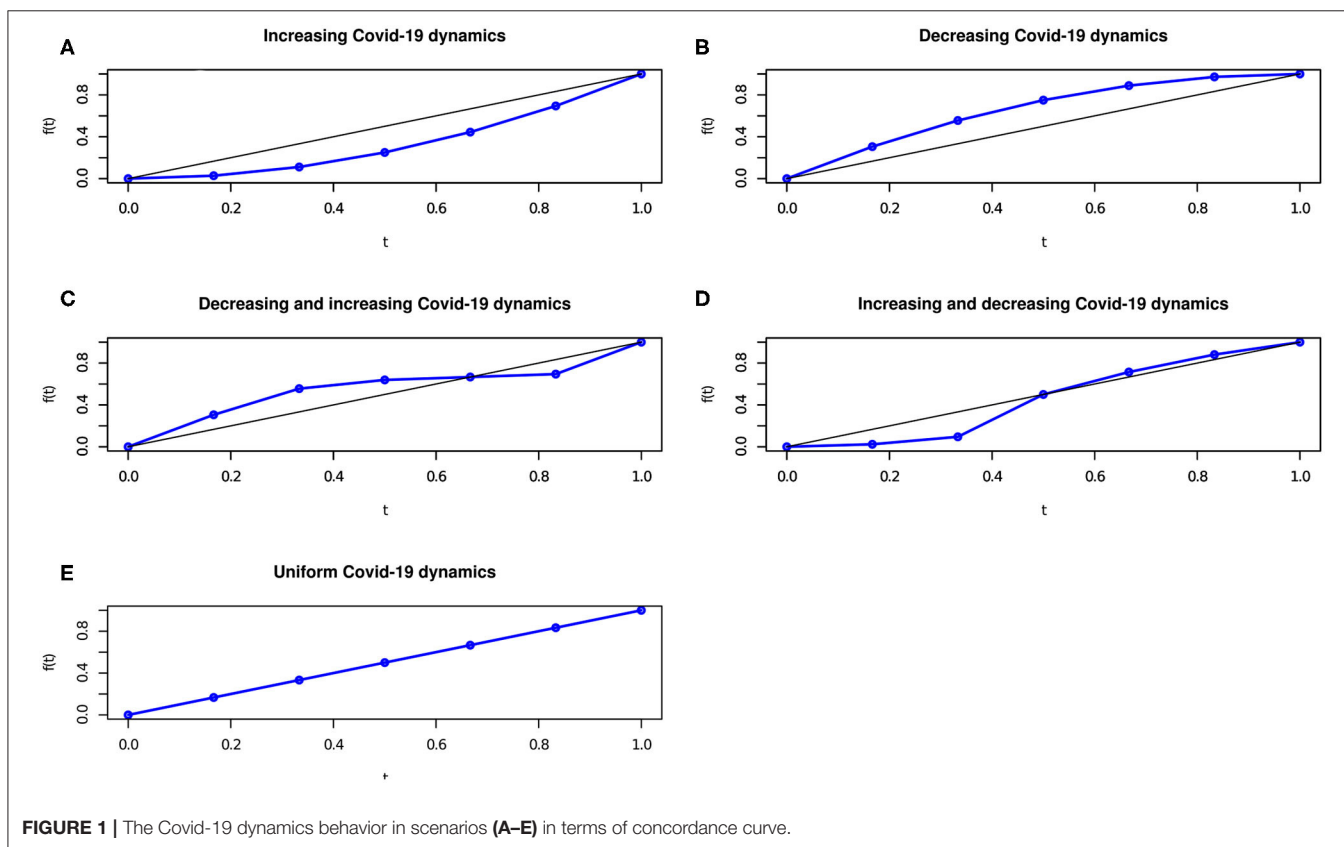 A
Increasing Covid-19 dynamics
f(t)
0.0 0.4 0.8
0.0 0.2 0.4 0.6 0.8 1.0
t
B
Decreasing Covid-19 dynamics
f(t)
0.0 0.4 0.8
0.0 0.2 0.4 0.6 0.8 1.0
t
C
Decreasing and increasing Covid-19 dynamics
f(t)
0.0 0.4 0.8
0.0 0.2 0.4 0.6 0.8 1.0
t
D
Increasing and decreasing Covid-19 dynamics
f(t)
0.0 0.4 0.8
0.0 0.2 0.4 0.6 0.8 1.0
t
E
Uniform Covid-19 dynamics
f(t)
0.0 0.4 0.8
0.0 0.2 0.4 0.6 0.8 1.0
t
FIGURE 1 | The Covid-19 dynamics behavior in scenarios (A–E) in terms of concordance curve.